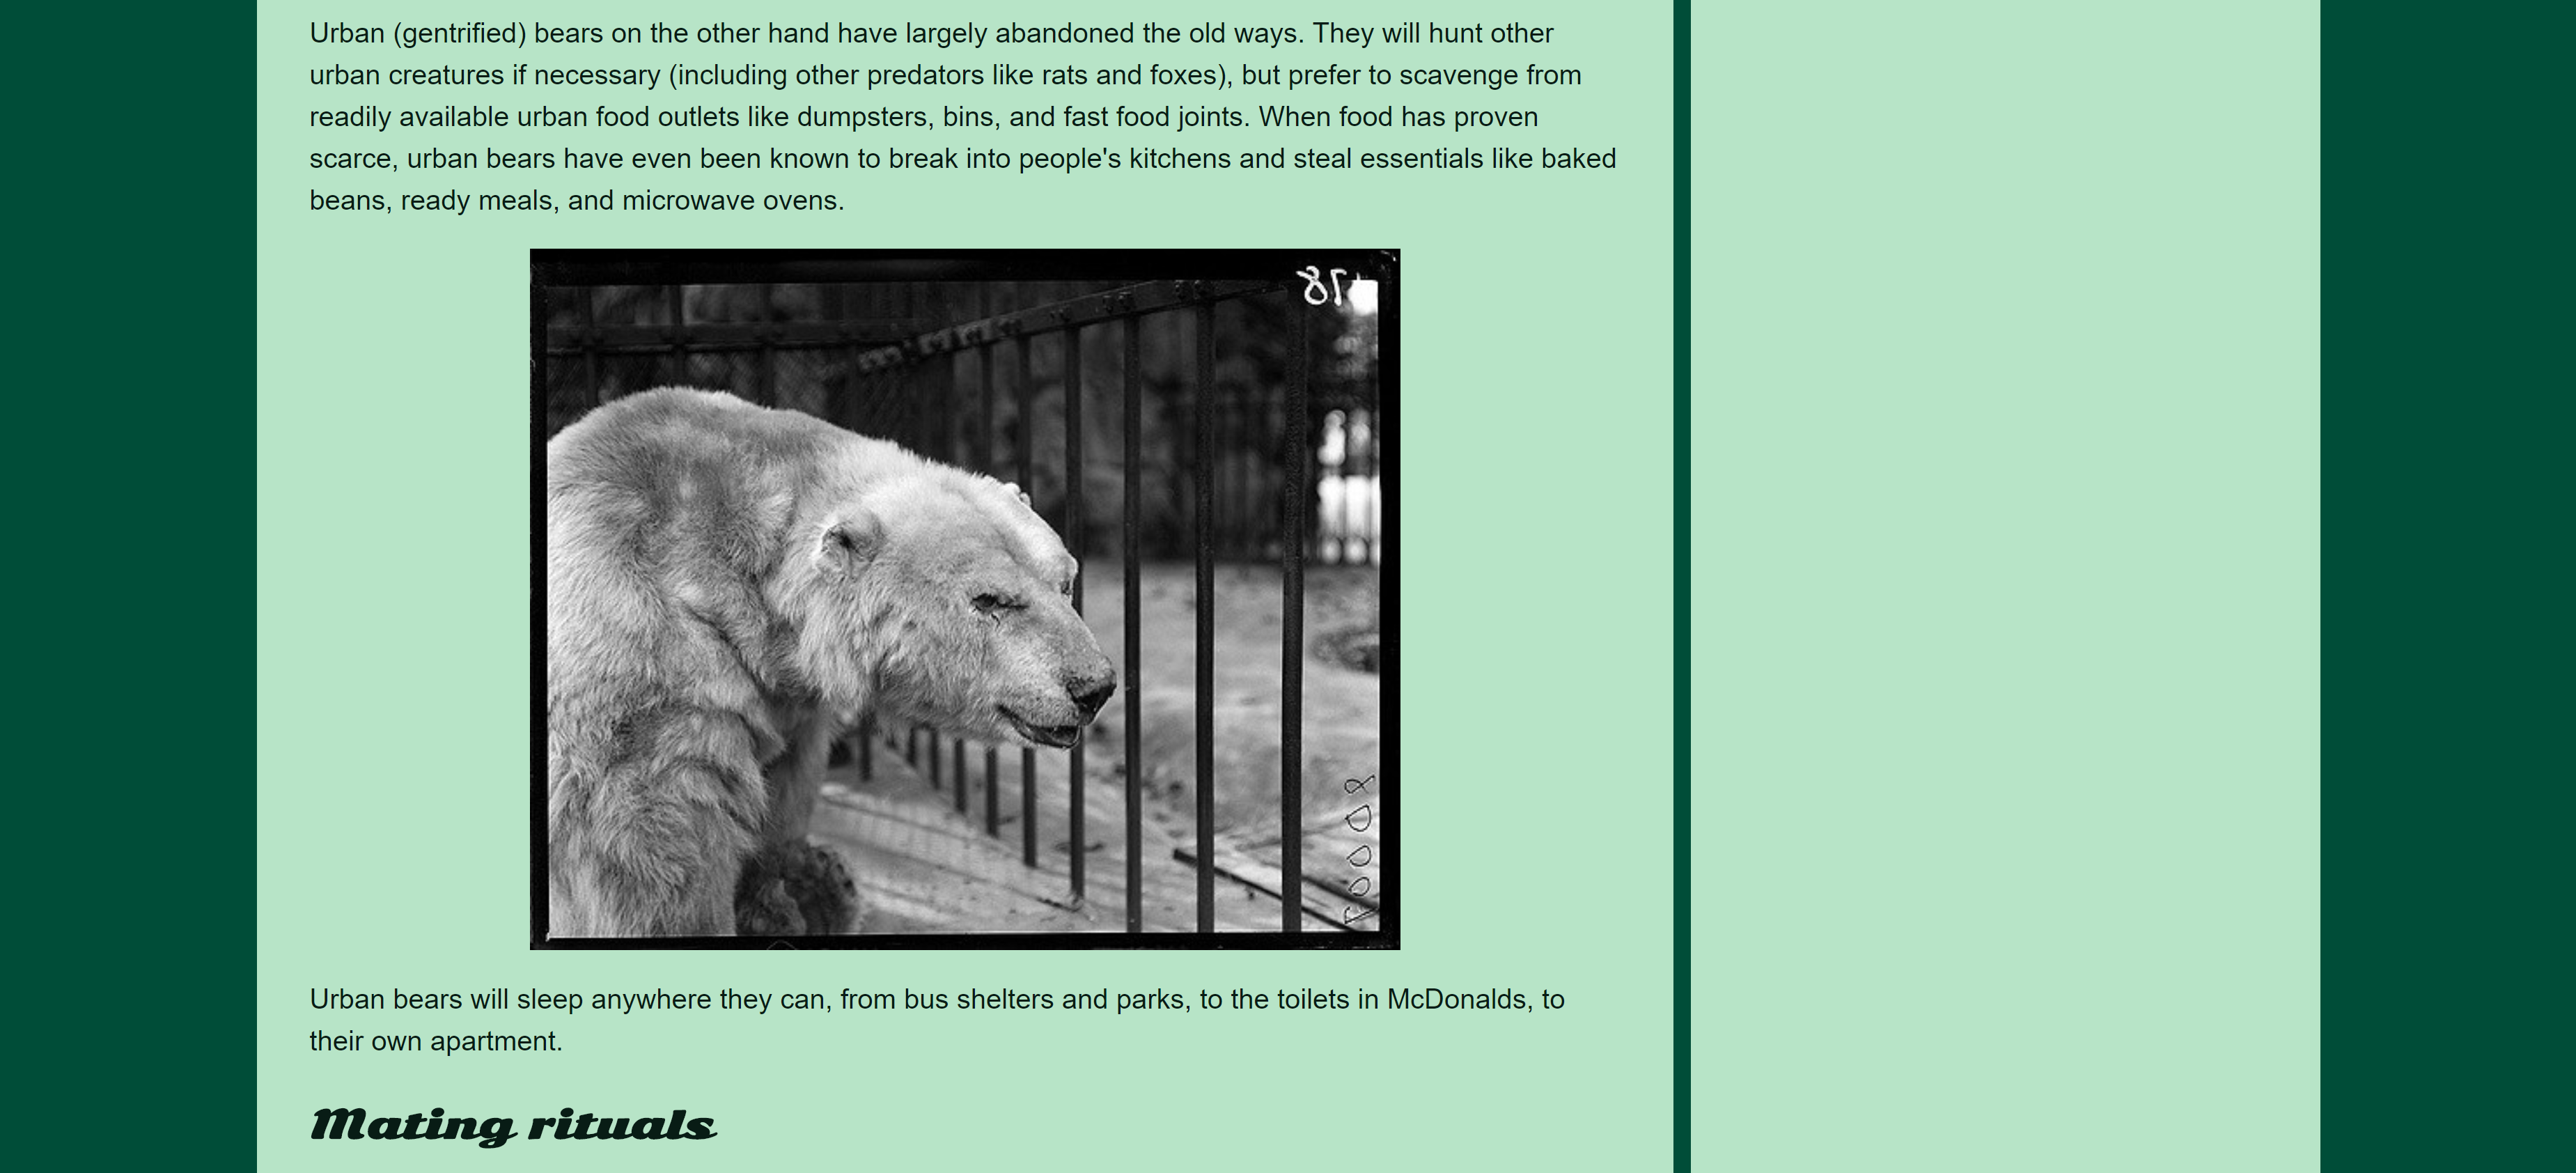 Urban (gentrified) bears on the other hand have largely abandoned the old ways. They will hunt other
urban creatures if necessary (including other predators like rats and foxes), but prefer to scavenge from
readily available urban food outlets like dumpsters, bins, and fast food joints. When food has proven
scarce, urban bears have even been known to break into people's kitchens and steal essentials like baked
beans, ready meals, and microwave ovens.
Urban bears will sleep anywhere they can, from bus shelters and parks, to the toilets in McDonalds, to
their own apartment.
Mating rituals